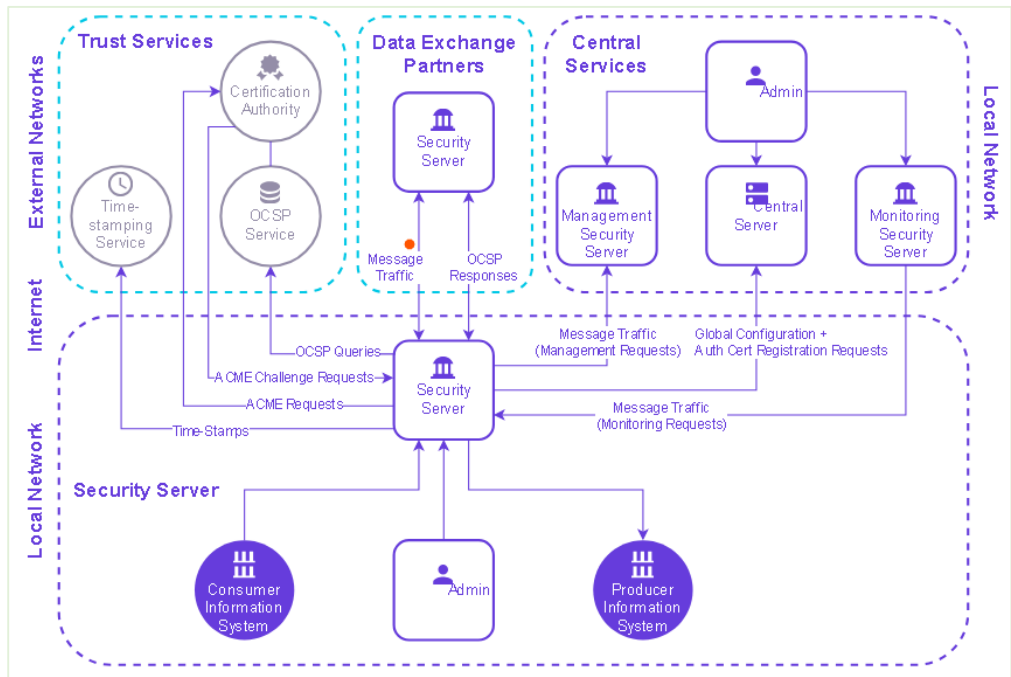 Trust Services
Data Exchange
Partners
Central
Services
External Networks
Internet
Local Network
Local Network
Certification
Authority
Time-
stamping
Service
OCSP
Service
Security
Server
Admin
Management
Security
Server
Central
Server
Monitoring
Security
Server
Message
Traffic
OCSP
Responses
Message Traffic
(Management Requests)
Global Configuration +
Auth Cert Registration Requests
OCSP Queries
ACME Challenge Requests
ACME Requests
Time-Stamps
Security
Server
Message Traffic
(Monitoring Requests)
Security Server
Consumer
Information
System
Admin
Producer
Information
System